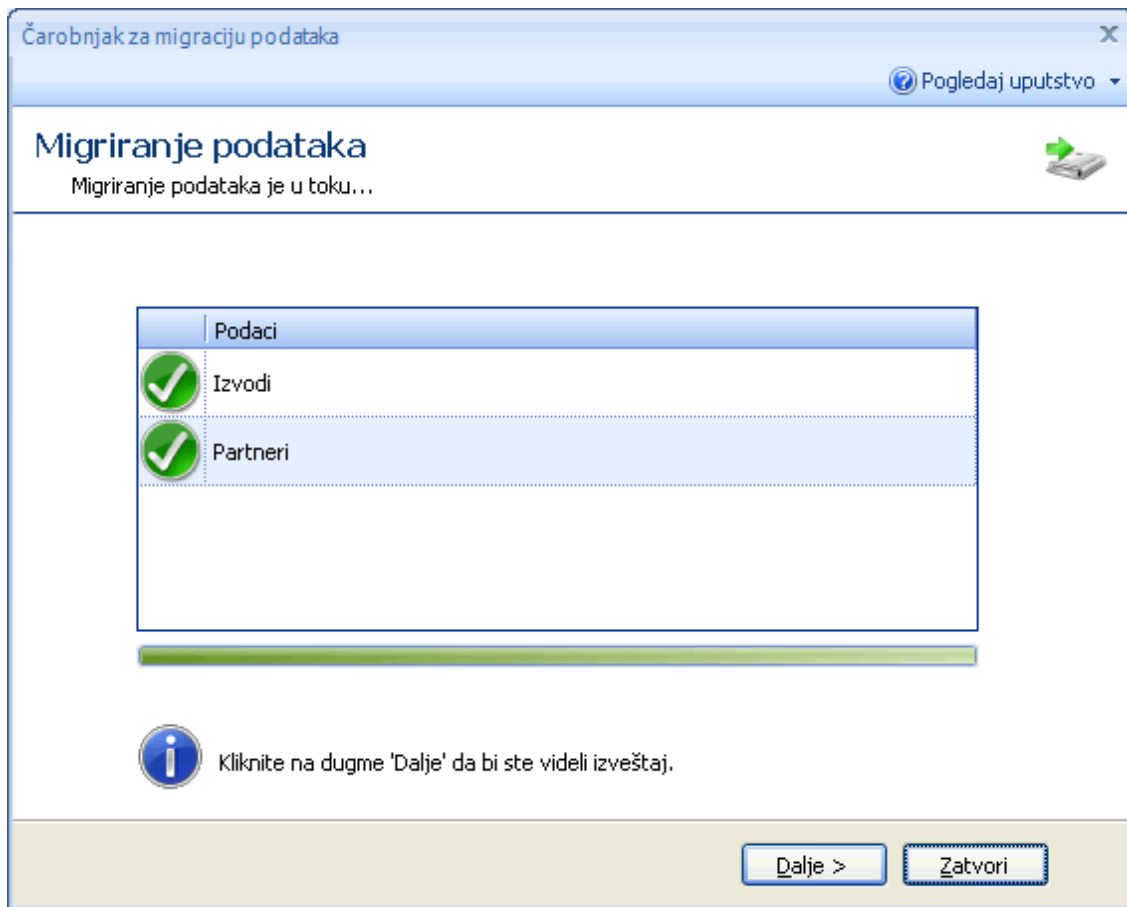 Čarobnjak za migraciju podataka
Pogledaj uputstvo
Migriranje podataka
Migriranje podataka je u toku...
Podaci
Izvodi
Partneri
Kliknite na dugme 'Dalje' da bi ste videli izveštaj.
Dalje >
Zatvori